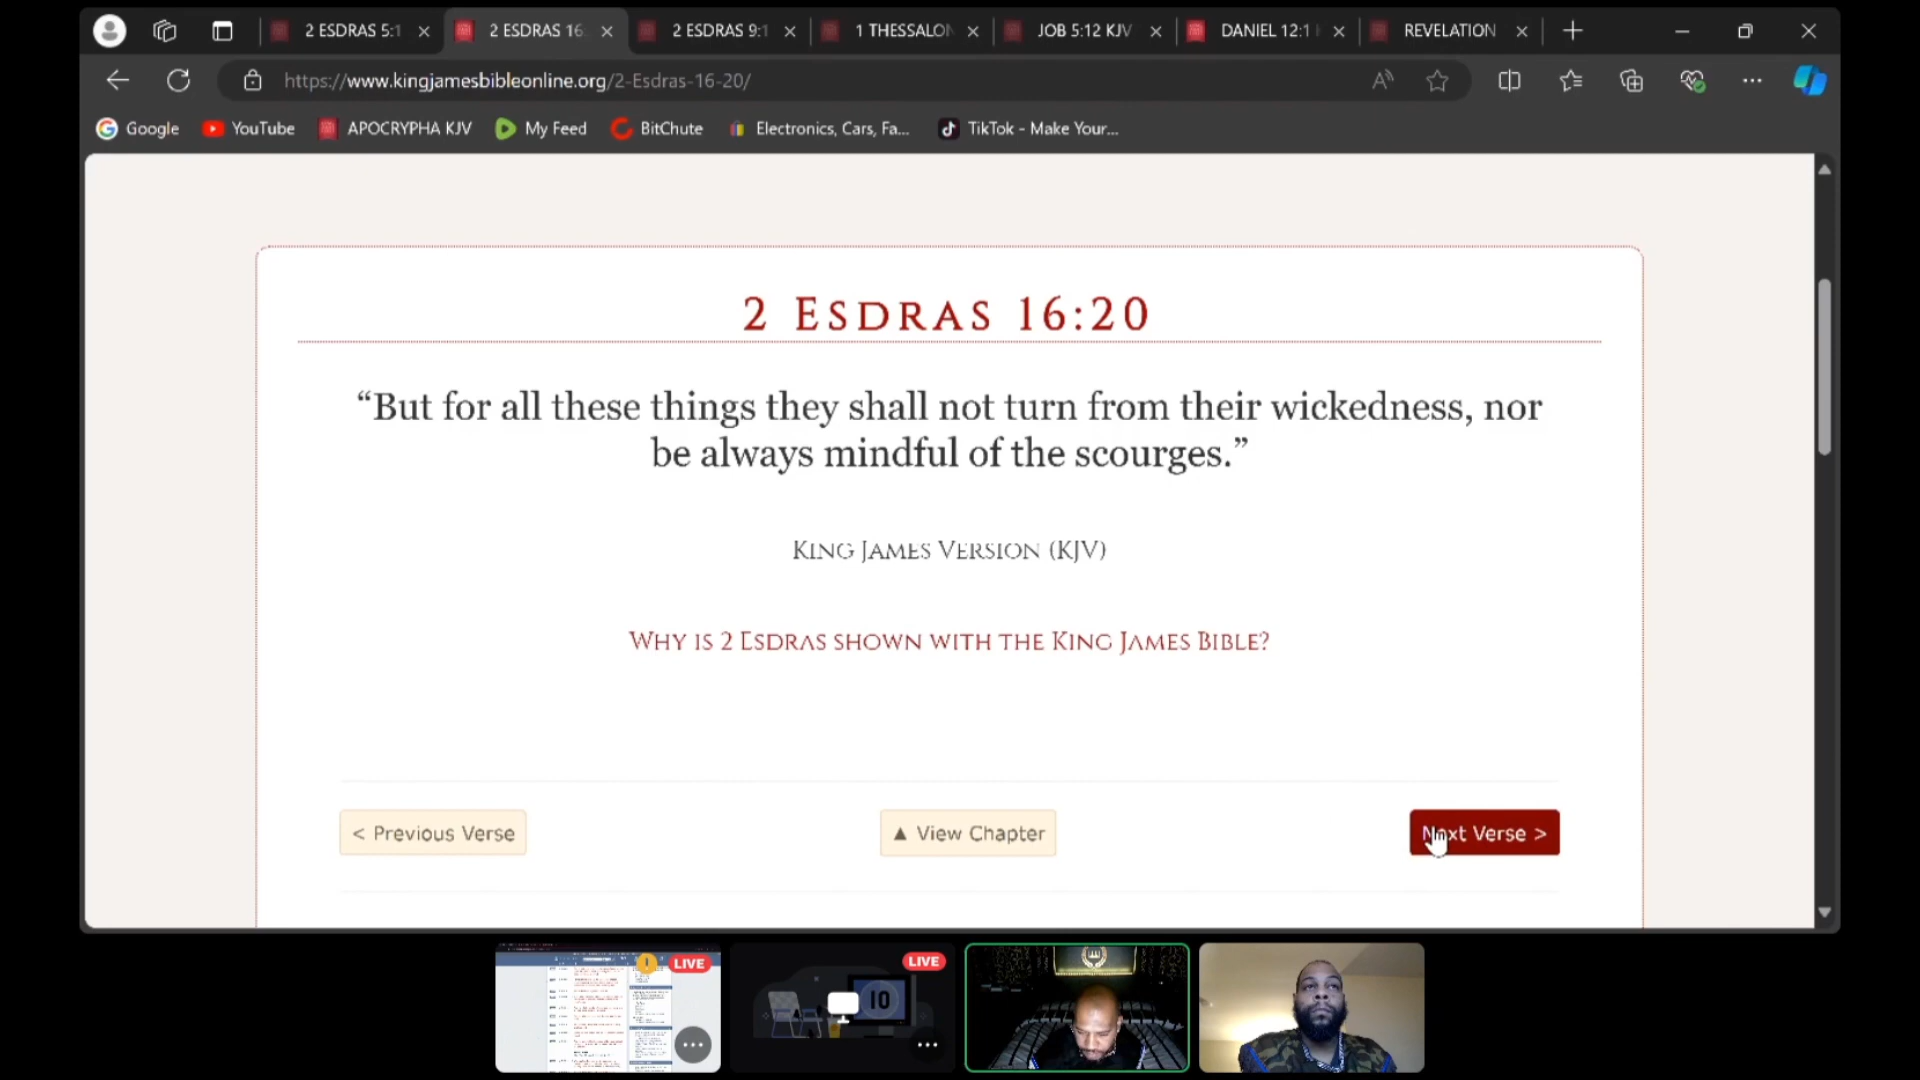 2 ESDRAS 5:1
2 ESDRAS 16
2 ESDRAS 9:1
1 THESSALON
JOB 5:12 KJV
DANIEL 12:1
REVELATION
https://www.kingjamesbibleonline.org/2-Esdras-16-20/
Google
YouTube
APOCRYPHA KJV
My Feed
BitChute
Electronics, Cars, Fa...
TikTok - Make Your...
2 ESDRAS 16:20
“But for all these things they shall not turn from their wickedness, nor
be always mindful of the scourges.”
KING JAMES VERSION (KJV)
WHY IS 2 ESDRAS SHOWN WITH THE KING JAMES BIBLE?
< Previous Verse
▲ View Chapter
Next Verse >
LIVE
LIVE
10